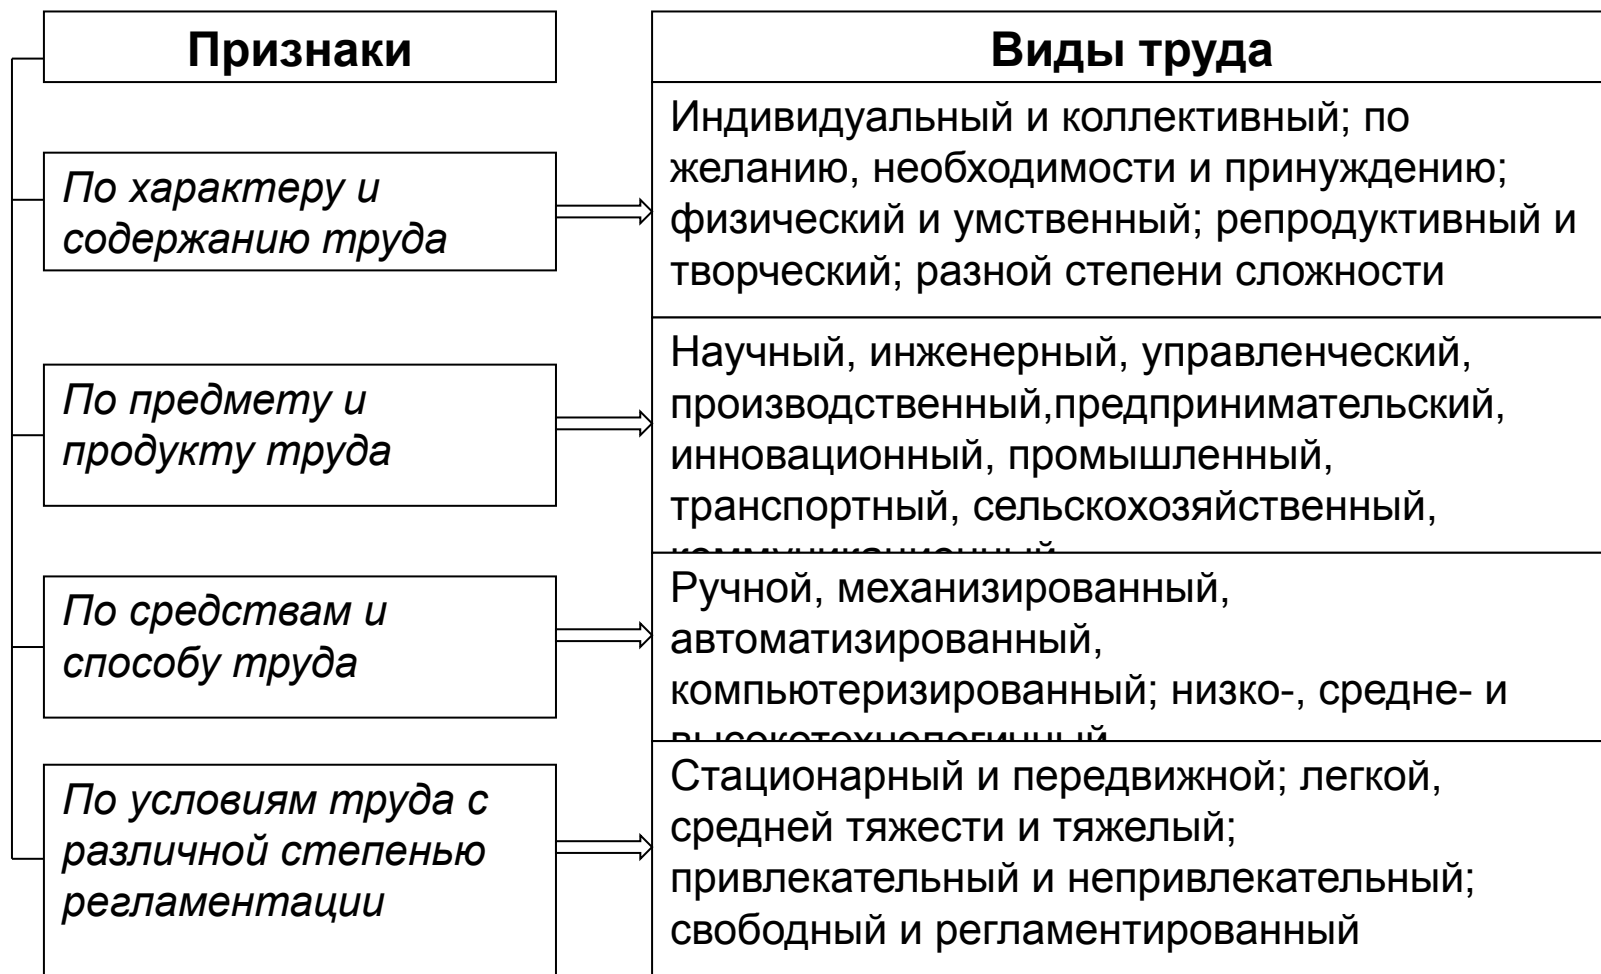 Признаки
Виды труда
По характеру и
содержанию труда
Индивидуальный и коллективный; по
желанию, необходимости и принуждению;
физический и умственный; репродуктивный и
творческий; разной степени сложности
По предмету и
продукту труда
Научный, инженерный, управленческий,
производственный,предпринимательский,
инновационный, промышленный,
транспортный, сельскохозяйственный,
коммуникационный
По средствам и
способу труда
Ручной, механизированный,
автоматизированный,
компьютеризированный; низко-, средне- и
высокотехнологичный
По условиям труда с
различной степенью
регламентации
Стационарный и передвижной; легкой,
средней тяжести и тяжелый;
привлекательный и непривлекательный;
свободный и регламентированный